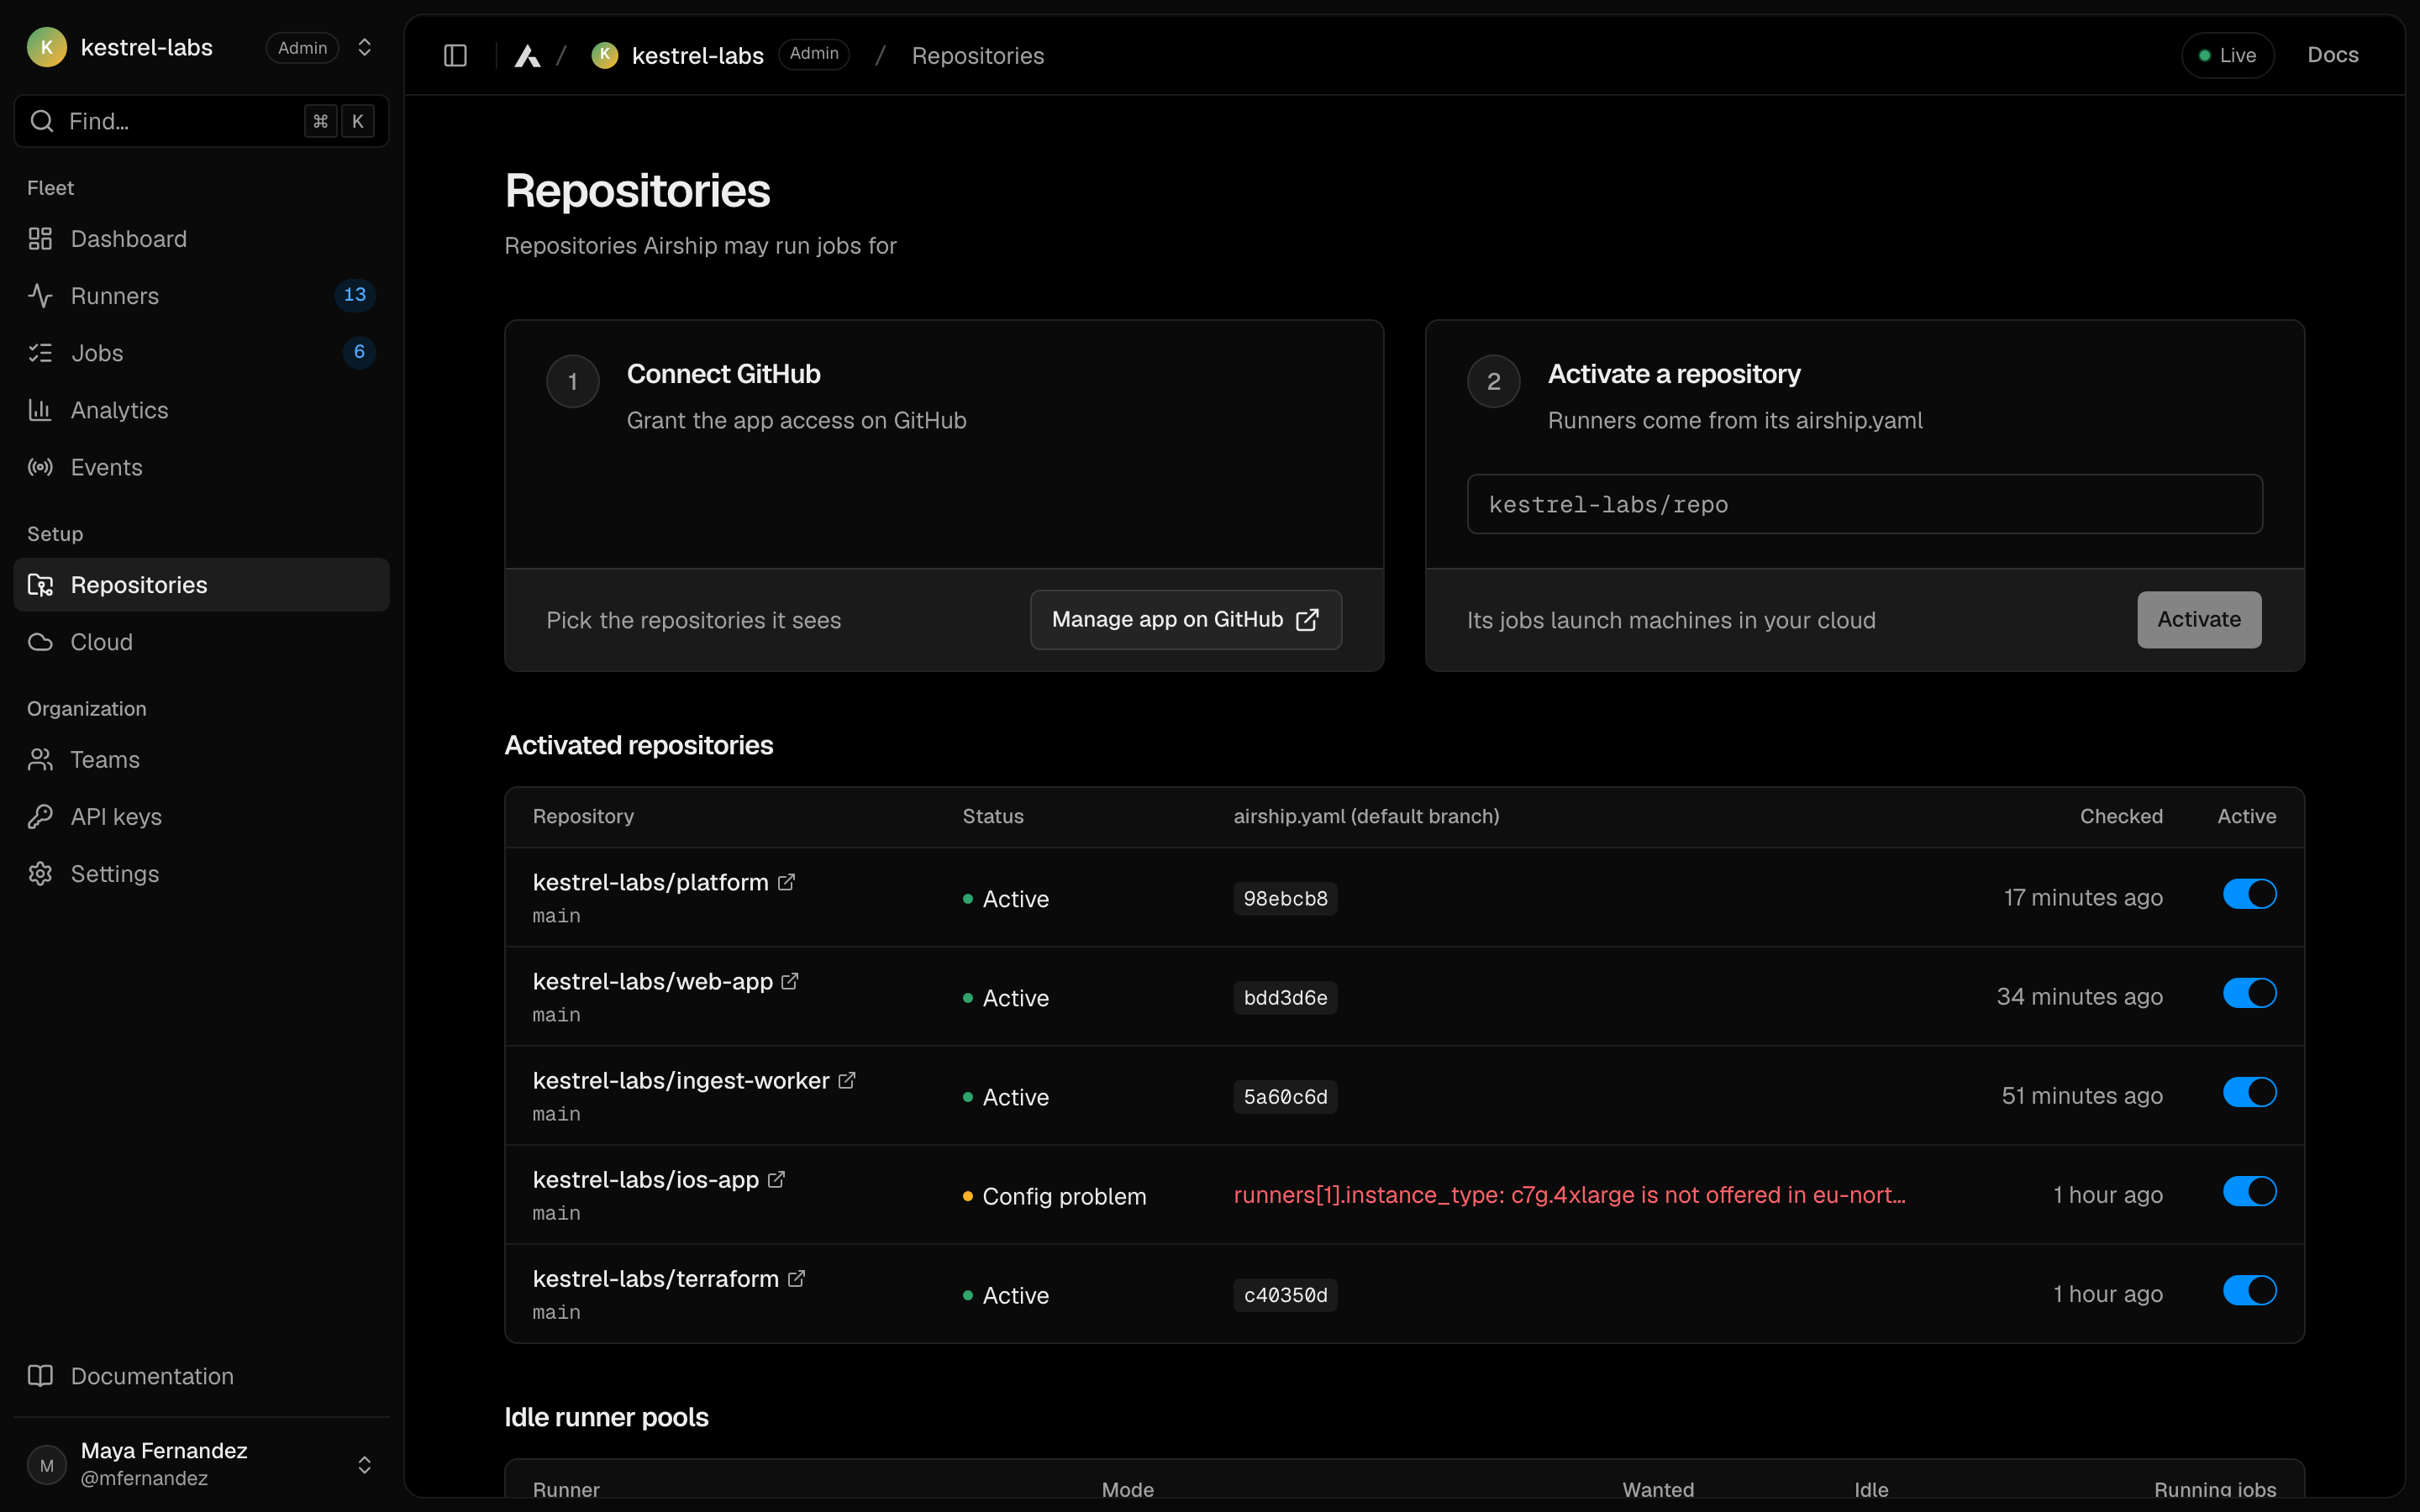 K kestrel-labs Admin
Find... ⌘ K
Fleet
Dashboard
Runners 13
Jobs 6
Analytics
Events
Setup
Repositories
Cloud
Organization
Teams
API keys
Settings
Documentation
M Maya Fernandez
@mfernandez
/ K kestrel-labs Admin / Repositories
Live Docs
Repositories
Repositories Airship may run jobs for
1 Connect GitHub
Grant the app access on GitHub
Pick the repositories it sees Manage app on GitHub
2 Activate a repository
Runners come from its airship.yaml
kestrel-labs/repo
Its jobs launch machines in your cloud Activate
Activated repositories
Repository Status airship.yaml (default branch) Checked Active
kestrel-labs/platform Active 98ebcb8 17 minutes ago
main
kestrel-labs/web-app Active bdd3d6e 34 minutes ago
main
kestrel-labs/ingest-worker Active 5a60c6d 51 minutes ago
main
kestrel-labs/ios-app Config problem runners[1].instance_type: c7g.4xlarge is not offered in eu-nort... 1 hour ago
main
kestrel-labs/terraform Active c40350d 1 hour ago
main
Idle runner pools
Runner Mode Wanted Idle Running jobs